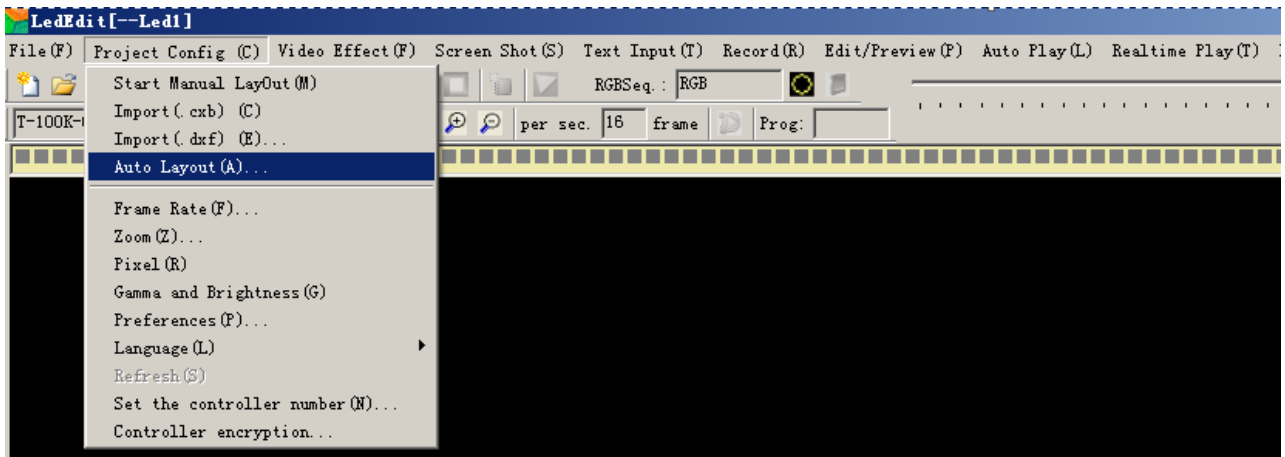 LedEdit[--Led1]
File(F) Project Config (C) Video Effect(F) Screen Shot(S) Text Input(T) Record(R) Edit/Preview(P) Auto Play(L) Realtime Play(T)
Start Manual LayOut(M)
RGBSeq.: RGB
Import(.cxb) (C)
T-100K- per sec. 16 frame Prog:
Import(.dxf) (E)...
Auto Layout(A)...
Frame Rate(F)...
Zoom(Z)...
Pixel(R)
Gamma and Brightness(G)
Preferences(P)...
Language(L)
Refresh(S)
Set the controller number(N)...
Controller encryption...